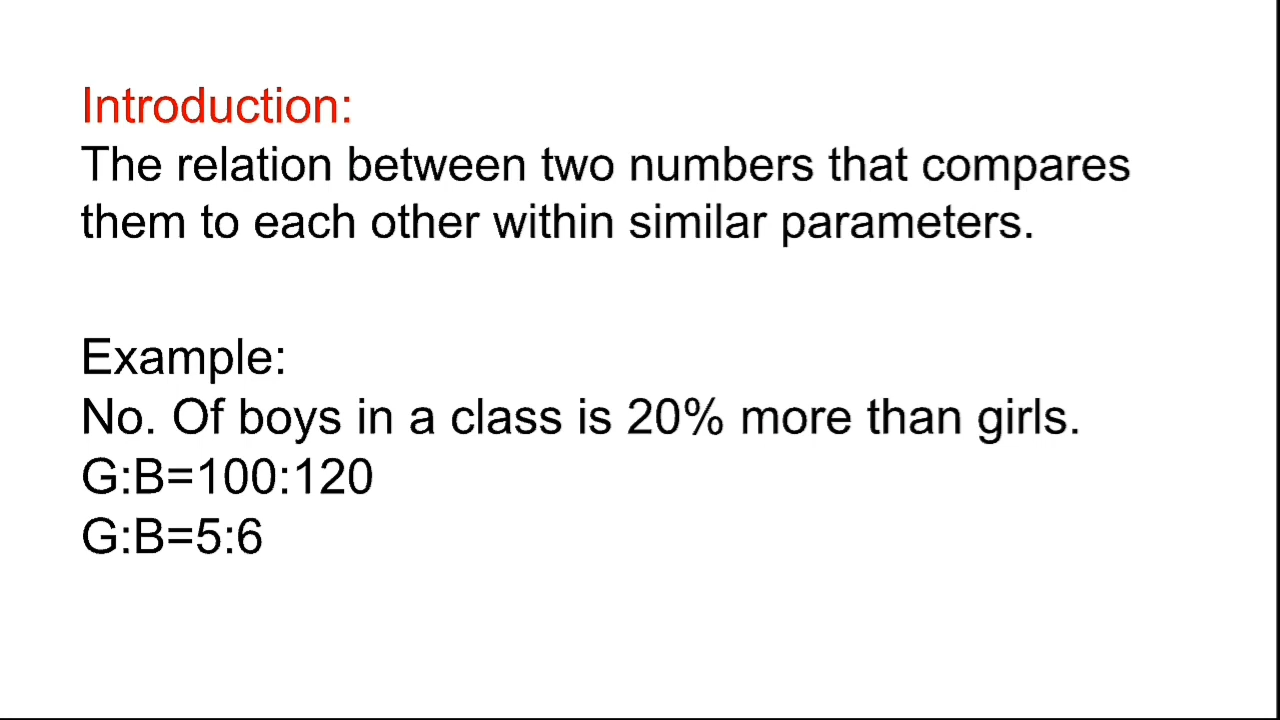 Introduction:
The relation between two numbers that compares
them to each other within similar parameters.
Example:
No. Of boys in a class is 20% more than girls.
G:B=100:120
G:B=5:6